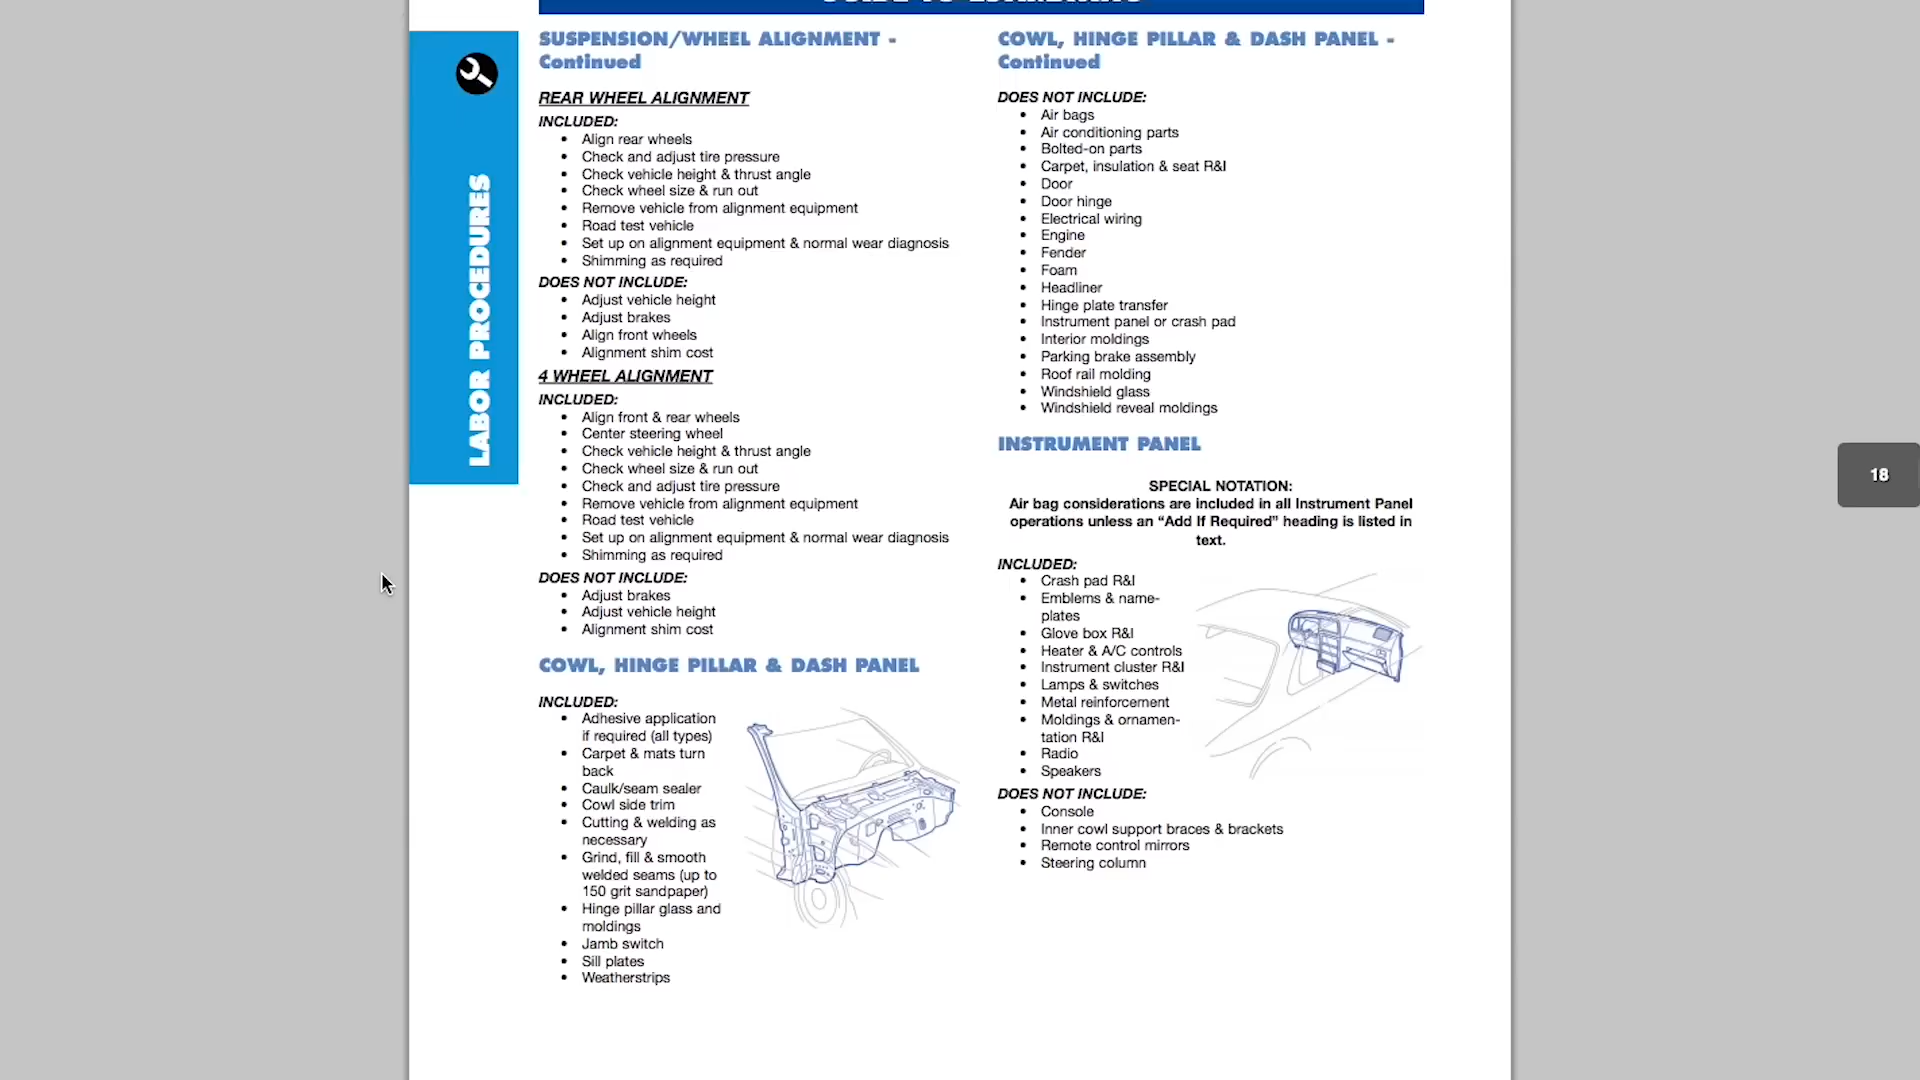 LABOR PROCEDURES
SUSPENSION/WHEEL ALIGNMENT -
Continued
REAR WHEEL ALIGNMENT
INCLUDED:
• Align rear wheels
• Check and adjust tire pressure
• Check vehicle height & thrust angle
• Check wheel size & run out
• Remove vehicle from alignment equipment
• Road test vehicle
• Set up on alignment equipment & normal wear diagnosis
• Shimming as required
DOES NOT INCLUDE:
• Adjust vehicle height
• Adjust brakes
• Align front wheels
• Alignment shim cost
4 WHEEL ALIGNMENT
INCLUDED:
• Align front & rear wheels
• Center steering wheel
• Check vehicle height & thrust angle
• Check wheel size & run out
• Check and adjust tire pressure
• Remove vehicle from alignment equipment
• Road test vehicle
• Set up on alignment equipment & normal wear diagnosis
• Shimming as required
DOES NOT INCLUDE:
• Adjust brakes
• Adjust vehicle height
• Alignment shim cost
COWL, HINGE PILLAR & DASH PANEL
INCLUDED:
• Adhesive application
if required (all types)
• Carpet & mats turn
back
• Caulk/seam sealer
• Cowl side trim
• Cutting & welding as
necessary
• Grind, fill & smooth
welded seams (up to
150 grit sandpaper)
• Hinge pillar glass and
moldings
• Jamb switch
• Sill plates
• Weatherstrips
COWL, HINGE PILLAR & DASH PANEL -
Continued
DOES NOT INCLUDE:
• Air bags
• Air conditioning parts
• Bolted-on parts
• Carpet, insulation & seat R&I
• Door
• Door hinge
• Electrical wiring
• Engine
• Fender
• Foam
• Headliner
• Hinge plate transfer
• Instrument panel or crash pad
• Interior moldings
• Parking brake assembly
• Roof rail molding
• Windshield glass
• Windshield reveal moldings
INSTRUMENT PANEL
SPECIAL NOTATION:
Air bag considerations are included in all Instrument Panel
operations unless an “Add If Required” heading is listed in
text.
INCLUDED:
• Crash pad R&I
• Emblems & name-
plates
• Glove box R&I
• Heater & A/C controls
• Instrument cluster R&I
• Lamps & switches
• Metal reinforcement
• Moldings & ornamen-
tation R&I
• Radio
• Speakers
DOES NOT INCLUDE:
• Console
• Inner cowl support braces & brackets
• Remote control mirrors
• Steering column
18